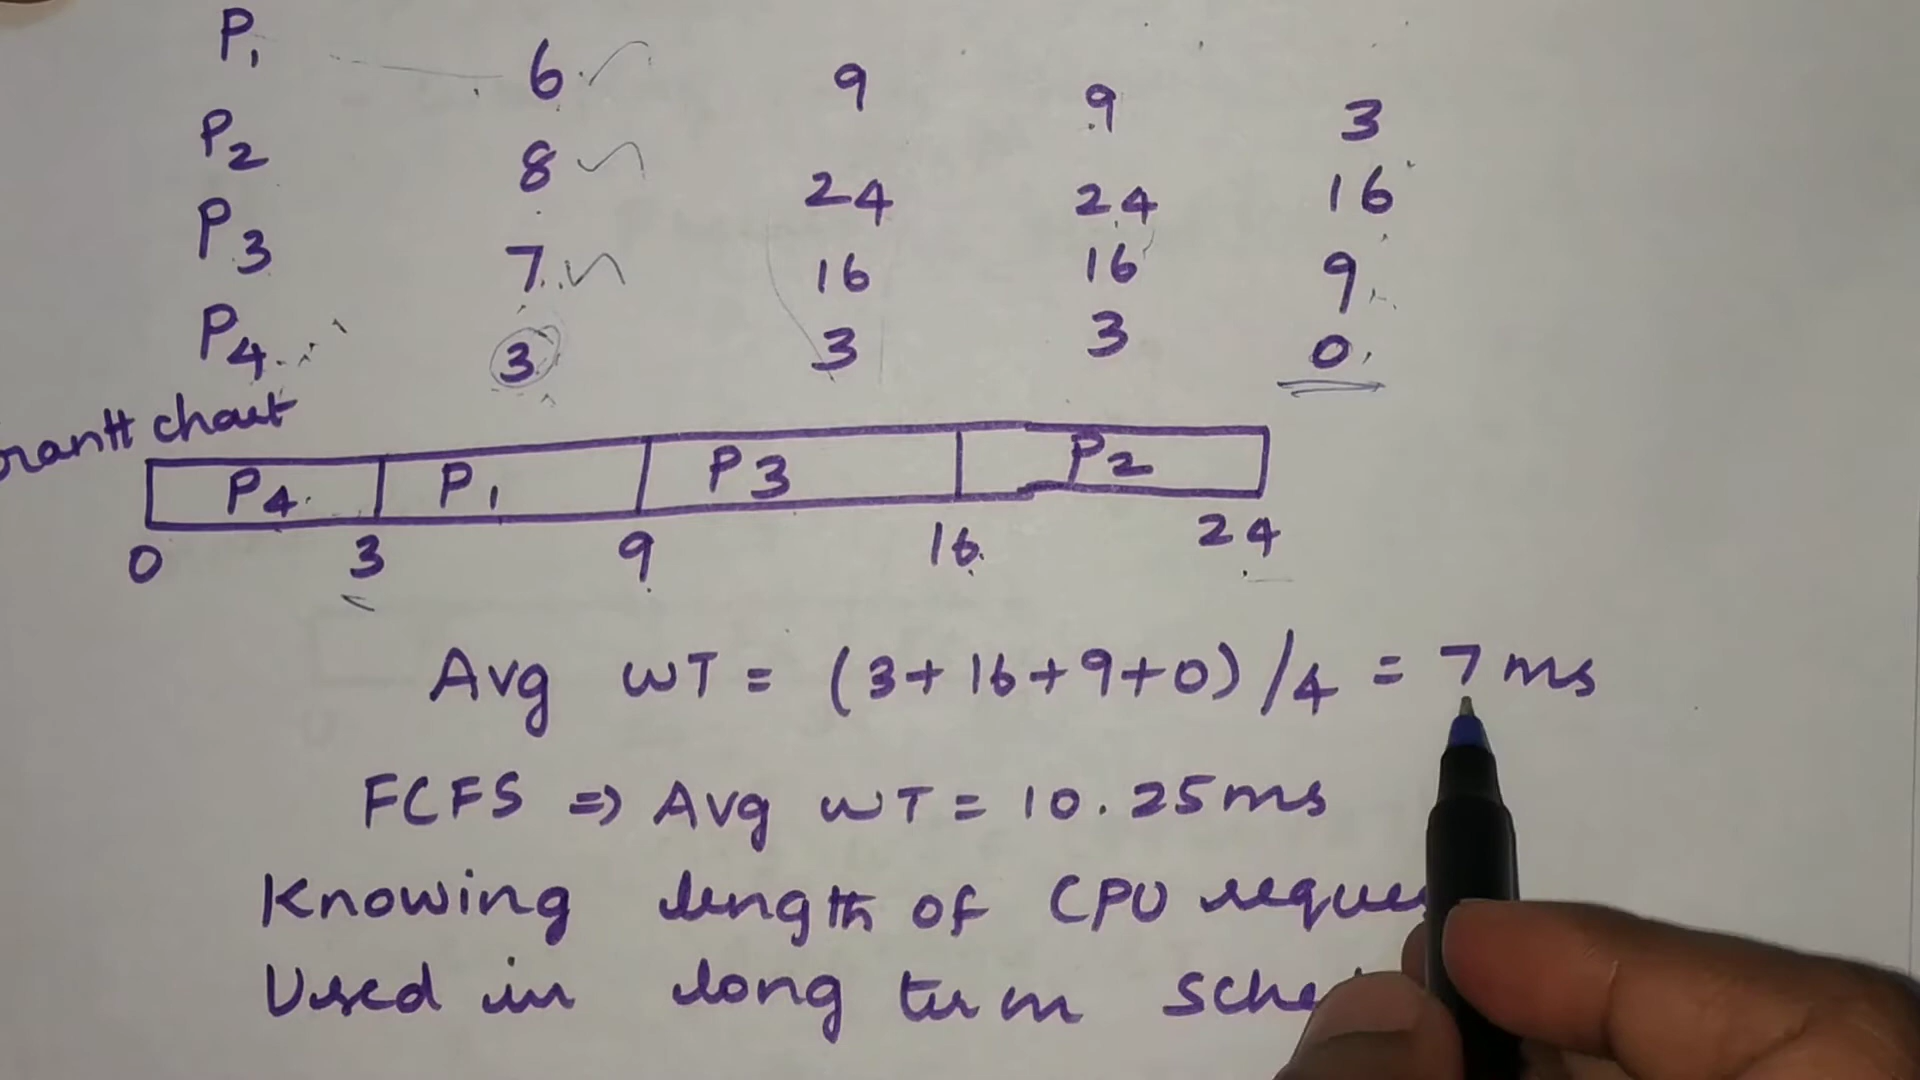 P1 6 9 9 3
P2 8 24 24 16
P3 7 16 16 9
P4 3 3 3 0
chart
P4 P1 P3 P2
0 3 9 16 24
Avg WT = (3+16+9+0)/4 = 7ms
FCFS ⇒ Avg WT = 10.25ms
Knowing length of CPU
Used in long term